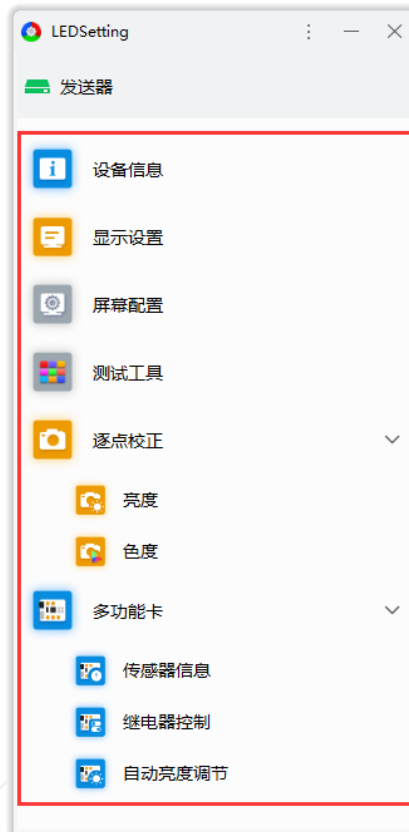 LEDSetting
发送器
设备信息
显示设置
屏幕配置
测试工具
逐点校正
亮度
色度
多功能卡
传感器信息
继电器控制
自动亮度调节